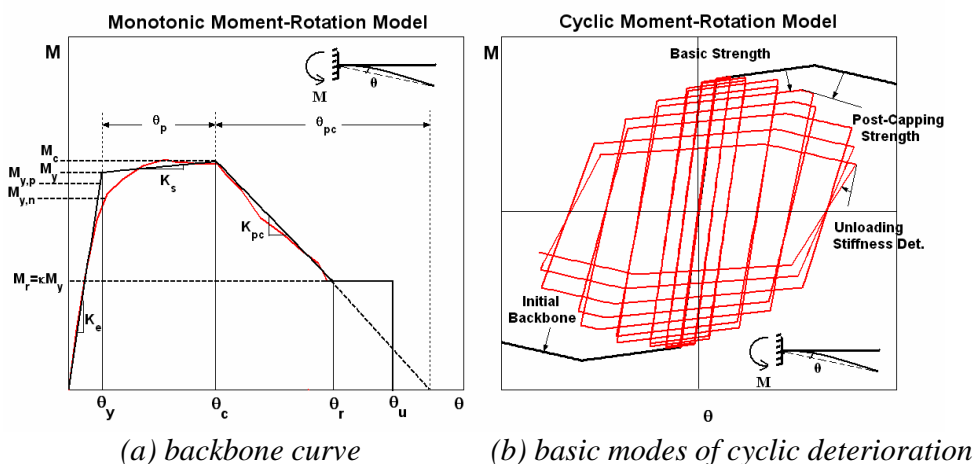 Monotonic Moment-Rotation Model
M
M
θ
θp
θpc
Mc
My
My,p
My,n
Ks
Kpc
Mr=κMy
Ke
θy
θc
θr
θu
θ
(a) backbone curve
Cyclic Moment-Rotation Model
M
Basic Strength
Post-Capping
Strength
Unloading
Stiffness Det.
Initial
Backbone
M
θ
θ
(b) basic modes of cyclic deterioration